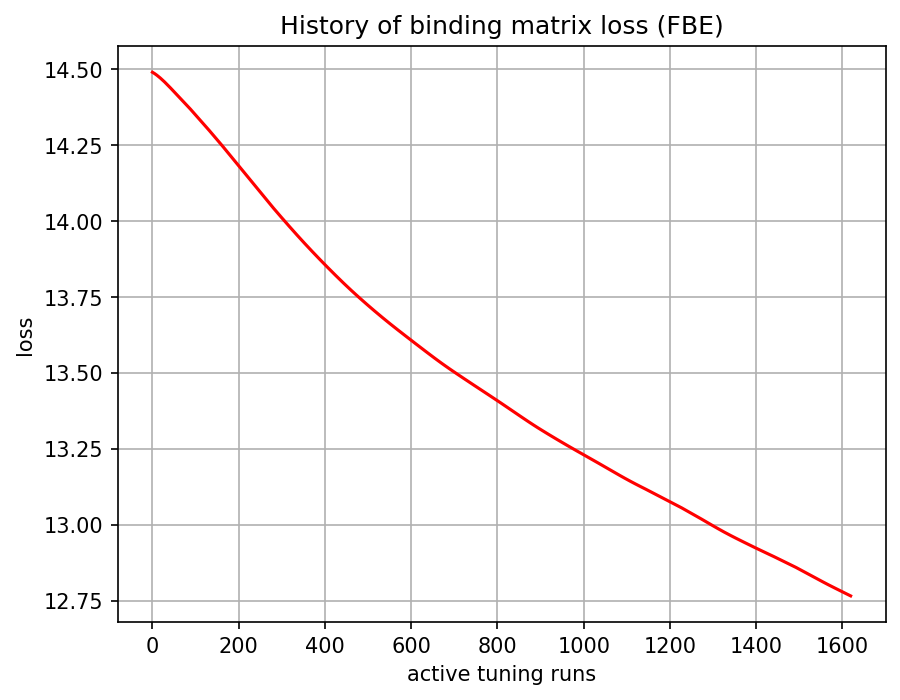 History of binding matrix loss (FBE)
14.50
14.25
14.00
13.75
13.50
13.25
13.00
12.75
loss
0 200 400 600 800 1000 1200 1400 1600
active tuning runs